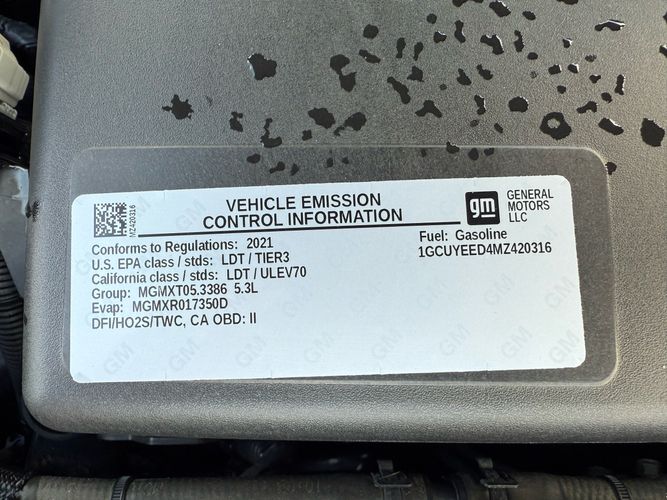 MZ420316
VEHICLE EMISSION
CONTROL INFORMATION
gm
GENERAL
MOTORS
LLC
Conforms to Regulations: 2021
U.S. EPA class / stds: LDT / TIER3
California class / stds: LDT / ULEV70
Group: MGMXT05.3386 5.3L
Evap: MGMXR017350D
DFI/HO2S/TWC, CA OBD: II
Fuel: Gasoline
1GCUYEED4MZ420316
GM